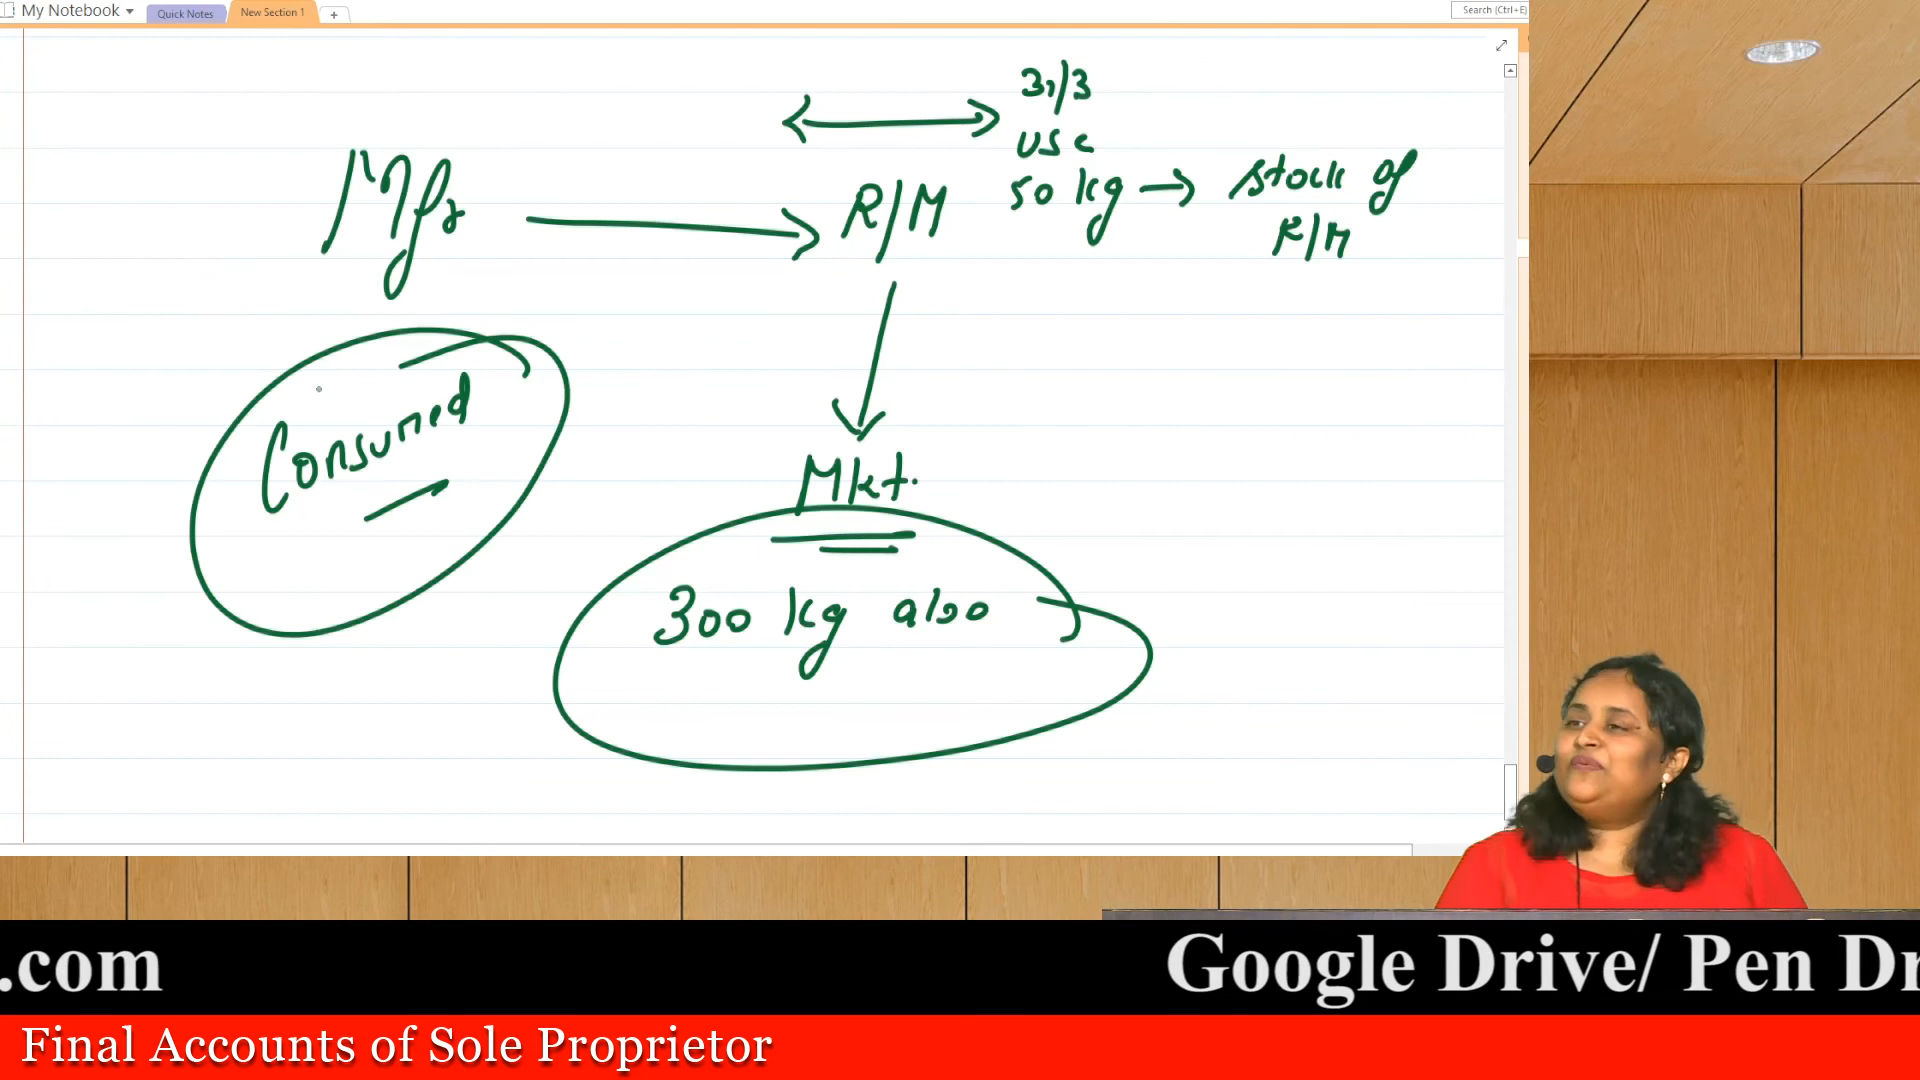 My Notebook
Quick Notes
New Section 1
+
Search (Ctrl+E)
31/3
use
50 kg → stock of
R/M
Mfr
R/M
Consumed
Mkt.
300 kg also
.com
Google Drive/ Pen Dr
Final Accounts of Sole Proprietor